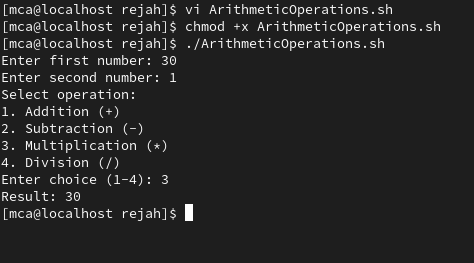 [mca@localhost rejah]$ vi ArithmeticOperations.sh
[mca@localhost rejah]$ chmod +x ArithmeticOperations.sh
[mca@localhost rejah]$ ./ArithmeticOperations.sh
Enter first number: 30
Enter second number: 1
Select operation:
1. Addition (+)
2. Subtraction (-)
3. Multiplication (*)
4. Division (/)
Enter choice (1-4): 3
Result: 30
[mca@localhost rejah]$